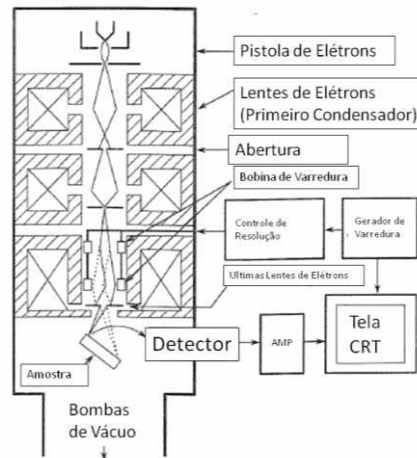 Pistola de Elétrons
Lentes de Elétrons
(Primeiro Condensador)
Abertura
Bobina de Varredura
Controle de
Resolução
Gerador de
Varredura
Ultimas Lentes de Elétrons
Detector
AMP
Tela
CRT
Amostra
Bombas
de Vácuo